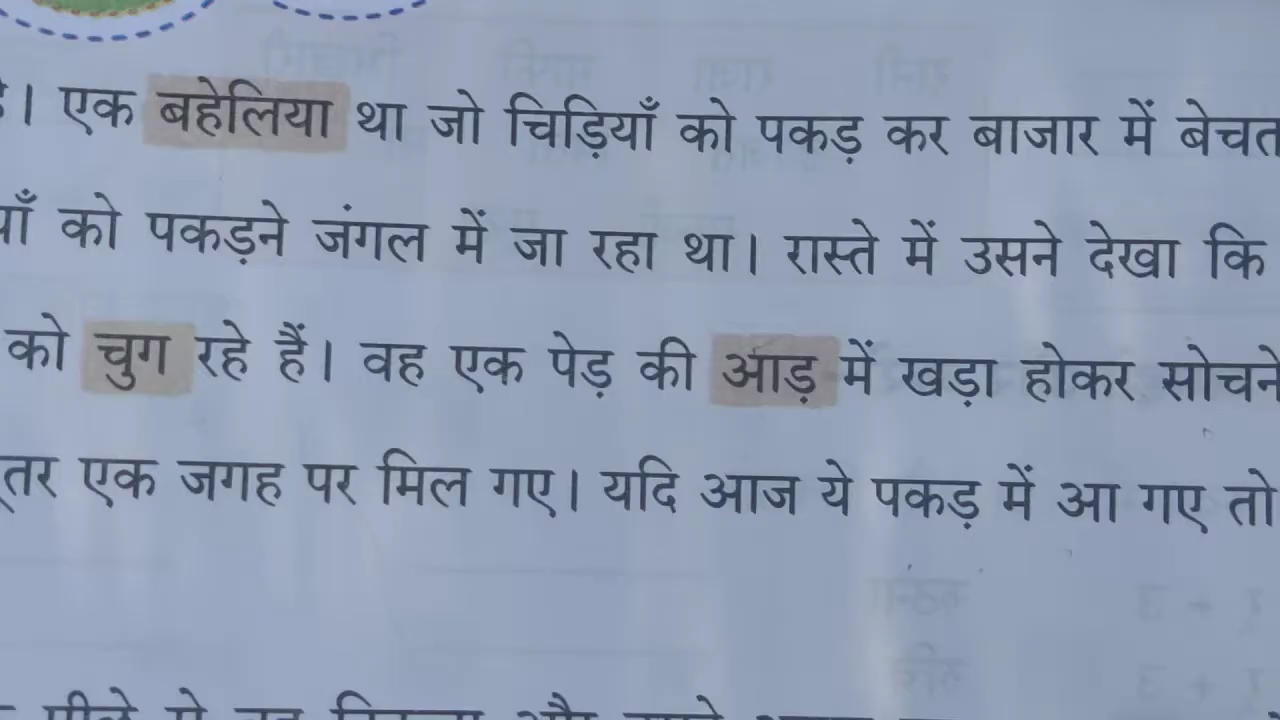 । एक बहेलिया था जो चिड़ियाँ को पकड़ कर बाजार में बेचत
को पकड़ने जंगल में जा रहा था। रास्ते में उसने देखा कि
को चुग रहे हैं। वह एक पेड़ की आड़ में खड़ा होकर सोचने
तर एक जगह पर मिल गए। यदि आज ये पकड़ में आ गए तो